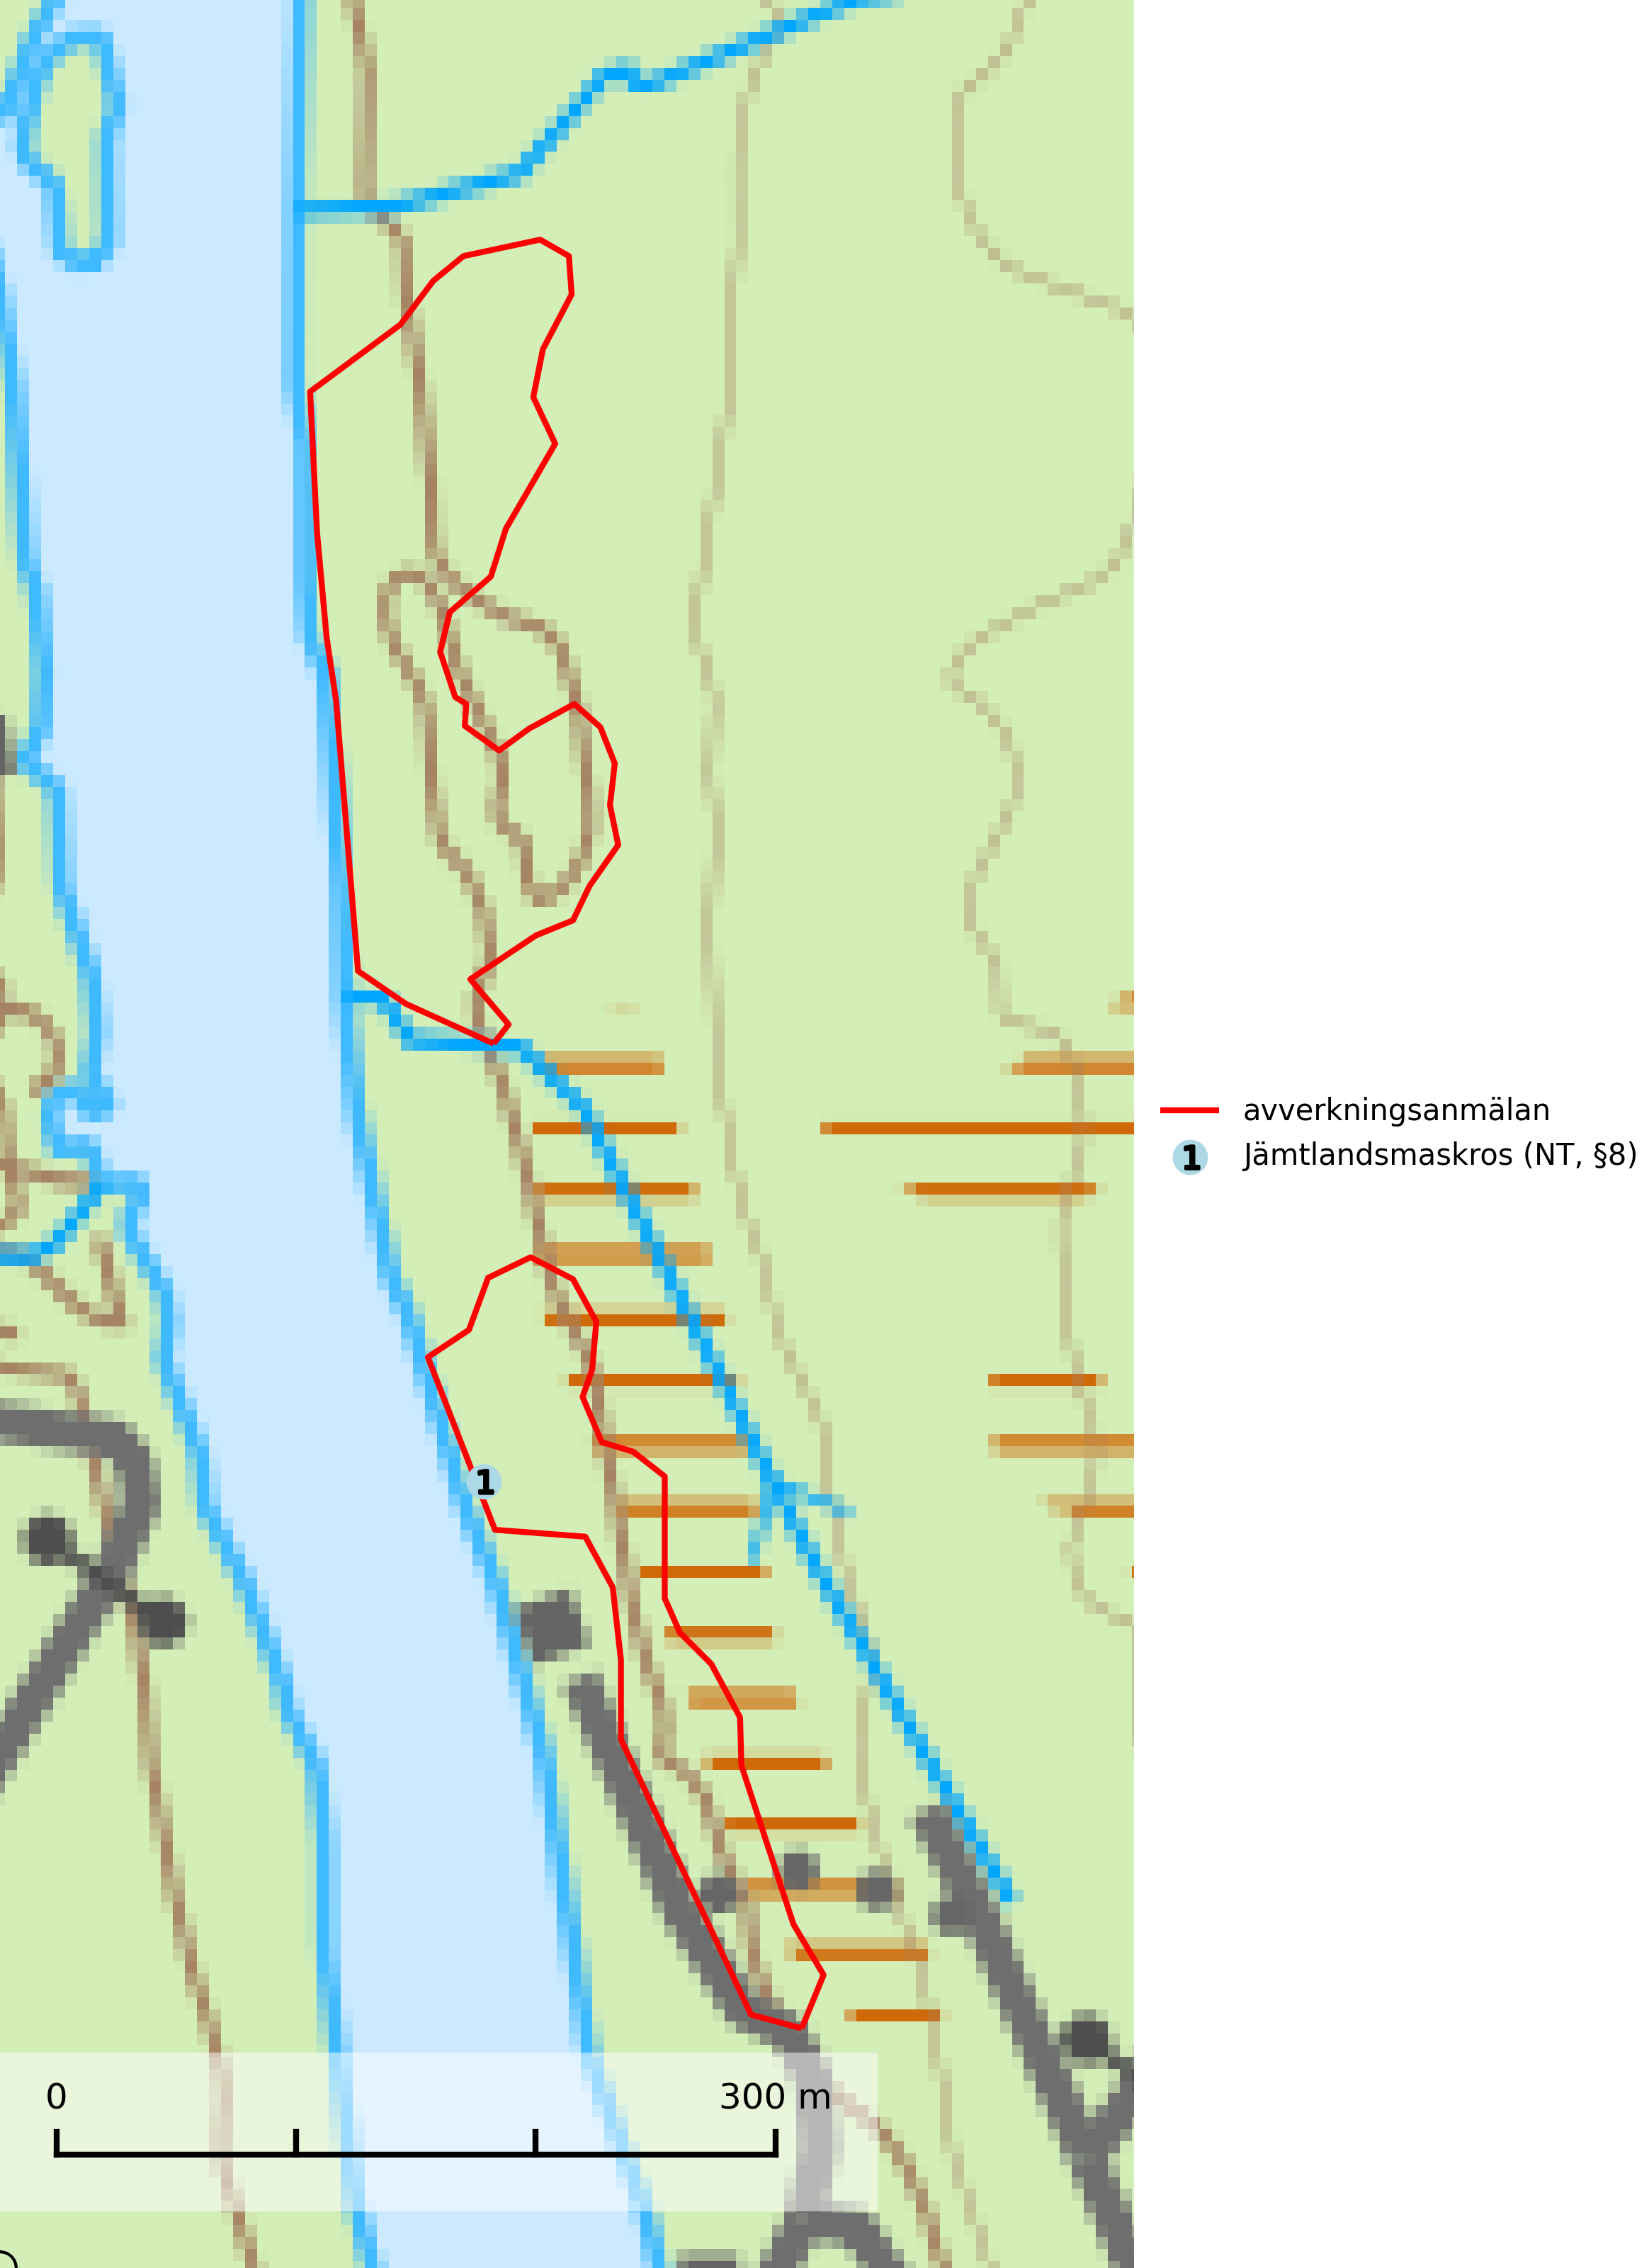 avverkningsanmälan
1 Jämtlandsmaskros (NT, §8)
1
0 300 m